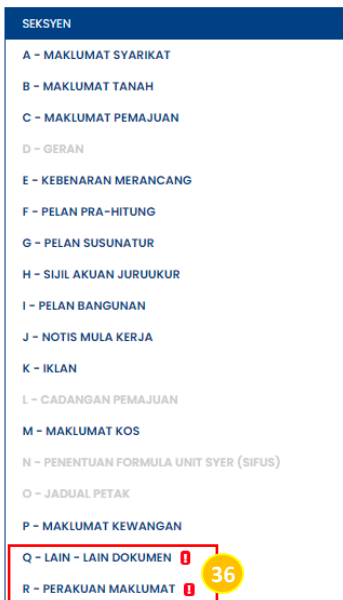 SEKSYEN
A - MAKLUMAT SYARIKAT
B - MAKLUMAT TANAH
C - MAKLUMAT PEMAJUAN
D - GERAN
E - KEBENARAN MERANCANG
F - PELAN PRA-HITUNG
G - PELAN SUSUNATUR
H - SIJIL AKUAN JURUUKUR
I - PELAN BANGUNAN
J - NOTIS MULA KERJA
K - IKLAN
L - CADANGAN PEMAJUAN
M - MAKLUMAT KOS
N - PENENTUAN FORMULA UNIT SYER (SIFUS)
O - JADUAL PETAK
P - MAKLUMAT KEWANGAN
Q - LAIN - LAIN DOKUMEN !
36
R - PERAKUAN MAKLUMAT !